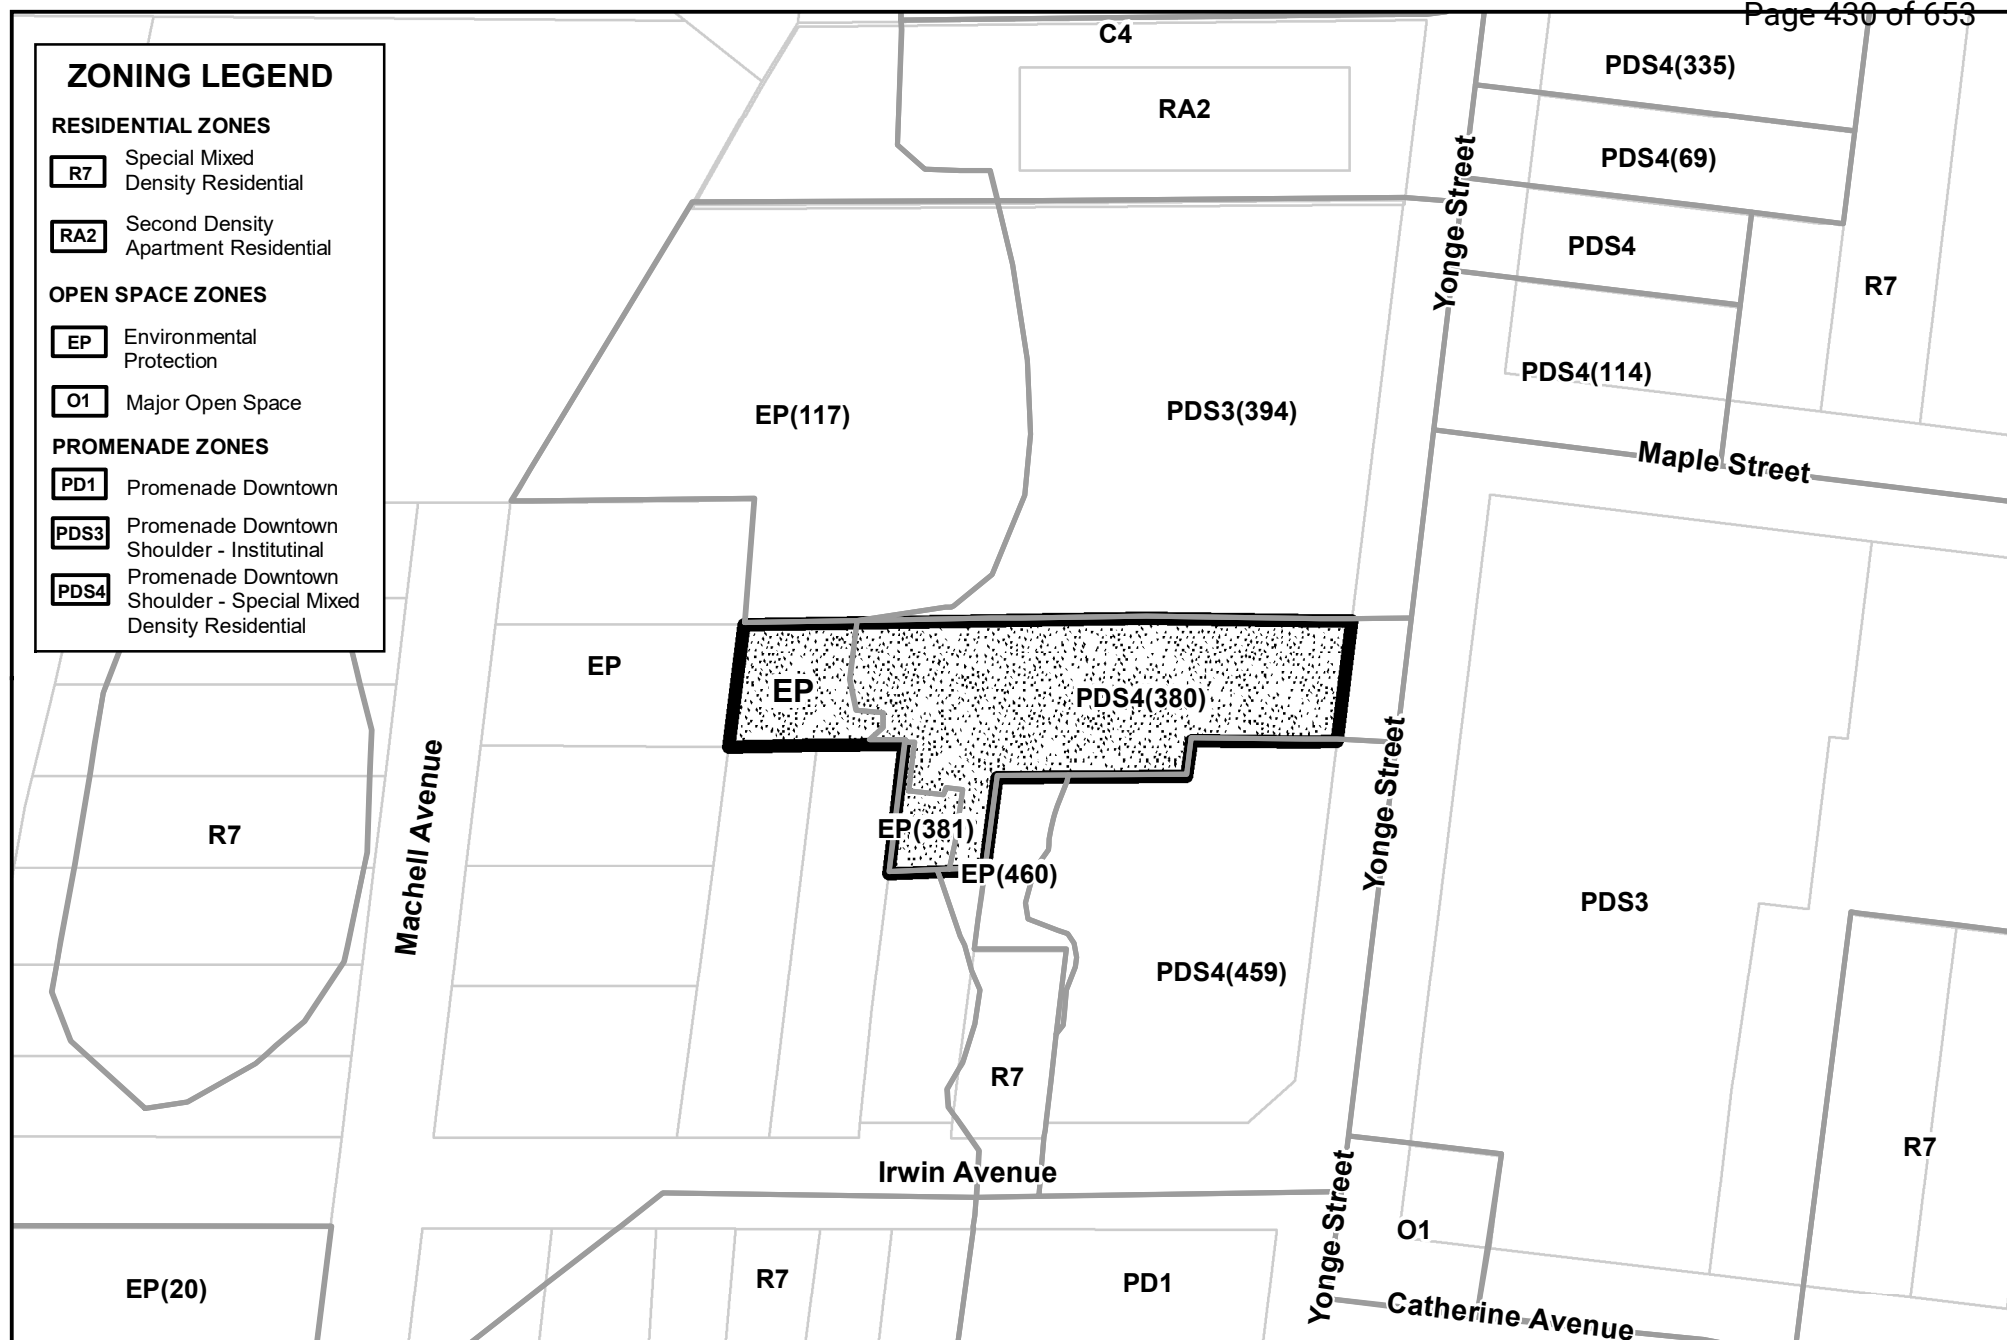 Page 430 of 653
ZONING LEGEND
RESIDENTIAL ZONES
R7
Special Mixed
Density Residential
RA2
Second Density
Apartment Residential
OPEN SPACE ZONES
EP
Environmental
Protection
O1
Major Open Space
PROMENADE ZONES
PD1
Promenade Downtown
PDS3
Promenade Downtown
Shoulder - Institutinal
PDS4
Promenade Downtown
Shoulder - Special Mixed
Density Residential
C4
RA2
PDS4(335)
PDS4(69)
PDS4
R7
PDS4(114)
Yonge Street
EP(117)
PDS3(394)
Maple Street
EP
EP
PDS4(380)
Yonge Street
R7
Machell Avenue
EP(381)
EP(460)
PDS3
PDS4(459)
R7
R7
Irwin Avenue
Yonge Street
O1
EP(20)
R7
PD1
Catherine Avenue